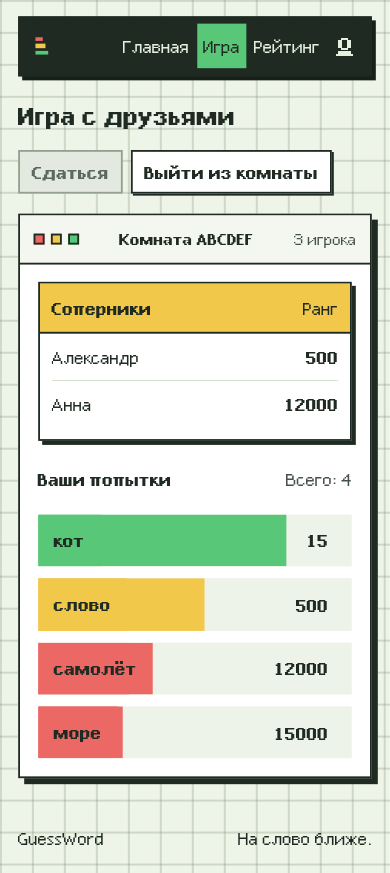 Главная Игра Рейтинг
Игра с друзьями
Сдаться Выйти из комнаты
Комната ABCDEF 3 игрока
Соперники Ранг
Александр 500
Анна 12000
Ваши попытки Всего: 4
кот 15
слово 500
самолёт 12000
море 15000
GuessWord На слово ближе.